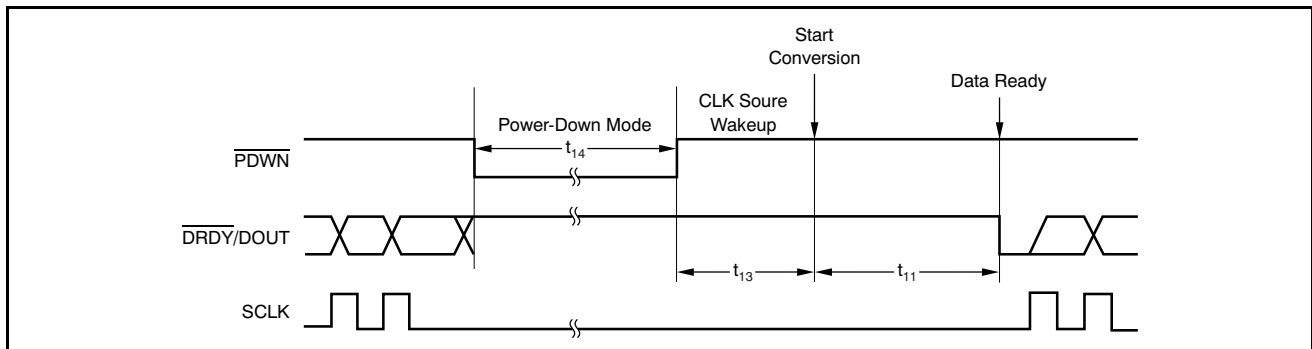 Start
Conversion
Data Ready
CLK Soure
Wakeup
Power-Down Mode
t14
PDWN
DRDY/DOUT
t13
t11
SCLK